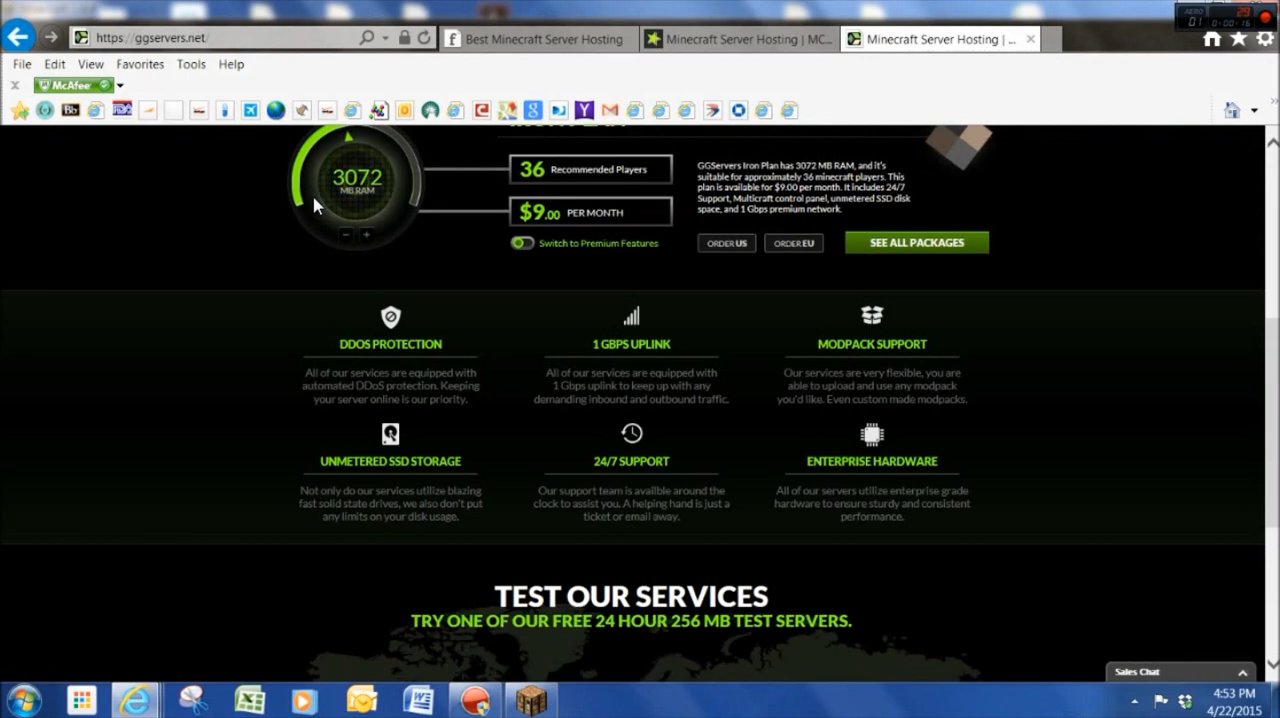 AERO
29
01
0:00:15
https://ggservers.net/
Best Minecraft Server Hosting
Minecraft Server Hosting | MC...
Minecraft Server Hosting | ...
File Edit View Favorites Tools Help
x McAfee
Bb
3072
MB RAM
36 Recommended Players
$9.00 PER MONTH
Switch to Premium Features
GGServers Iron Plan has 3072 MB RAM, and it's
suitable for approximately 36 minecraft players. This
plan is available for $9.00 per month. It includes 24/7
Support, Multicraft control panel, unmetered SSD disk
space, and 1 Gbps premium network.
ORDER US
ORDER EU
SEE ALL PACKAGES
DDOS PROTECTION
All of our services are equipped with
automated DDoS protection. Keeping
your server online is our priority.
1 GBPS UPLINK
All of our services are equipped with
1 Gbps uplink to keep up with any
demanding inbound and outbound traffic.
MODPACK SUPPORT
Our services are very flexible, you are
able to upload and use any modpack
you'd like. Even custom made modpacks.
UNMETERED SSD STORAGE
Not only do our services utilize blazing
fast solid state drives, we also don't put
any limits on your disk usage.
24/7 SUPPORT
Our support team is availble around the
clock to assist you. A helping hand is just a
ticket or email away.
ENTERPRISE HARDWARE
All of our servers utilize enterprise grade
hardware to ensure sturdy and consistent
performance.
TEST OUR SERVICES
TRY ONE OF OUR FREE 24 HOUR 256 MB TEST SERVERS.
Sales Chat
4:53 PM
4/22/2015